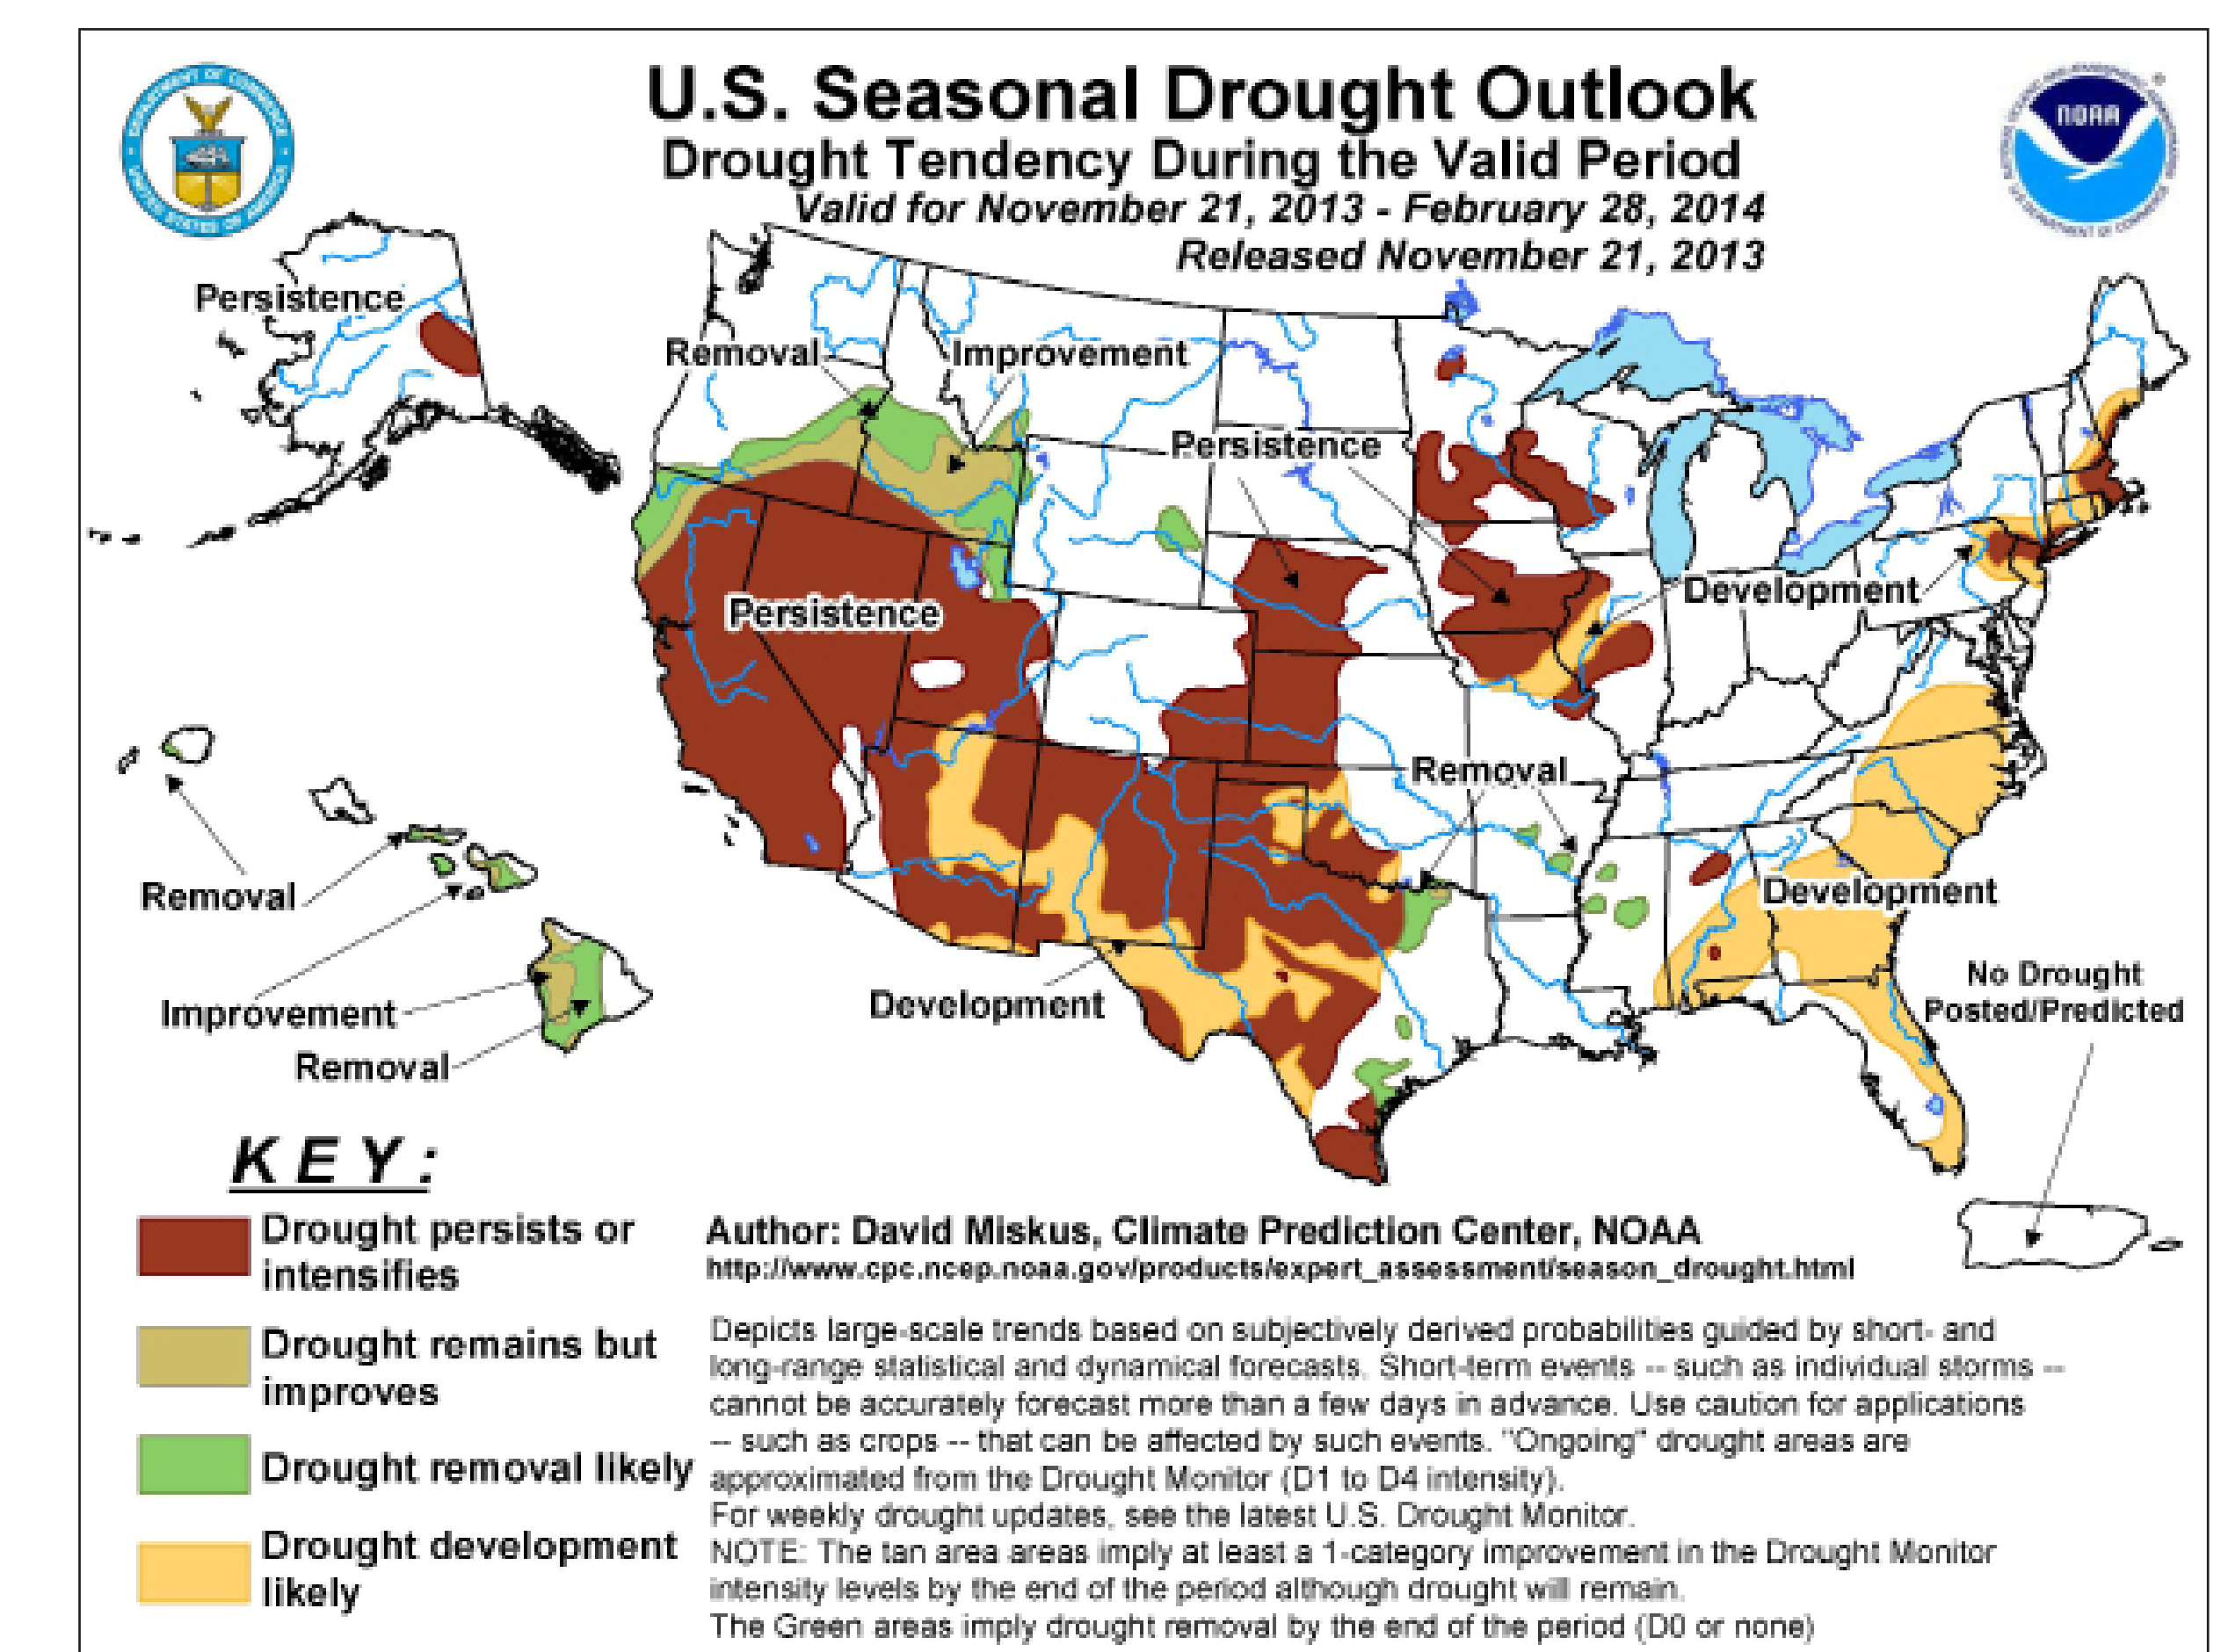 U.S. Seasonal Drought Outlook
Drought Tendency During the Valid Period
Valid for November 21, 2013 - February 28, 2014
Released November 21, 2013
DEPARTMENT OF COMMERCE
UNITED STATES OF AMERICA
NOAA
Persistence
Removal
Improvement
Persistence
Persistence
Development
Removal
Development
Development
Removal
Improvement
Removal
No Drought
Posted/Predicted
KEY:
Drought persists or
intensifies
Drought remains but
improves
Drought removal likely
Drought development
likely
Author: David Miskus, Climate Prediction Center, NOAA
http://www.cpc.ncep.noaa.gov/products/expert_assessment/season_drought.html
Depicts large-scale trends based on subjectively derived probabilities guided by short- and
long-range statistical and dynamical forecasts. Short-term events -- such as individual storms --
cannot be accurately forecast more than a few days in advance. Use caution for applications
-- such as crops -- that can be affected by such events. "Ongoing" drought areas are
approximated from the Drought Monitor (D1 to D4 intensity).
For weekly drought updates, see the latest U.S. Drought Monitor.
NOTE: The tan area areas imply at least a 1-category improvement in the Drought Monitor
intensity levels by the end of the period although drought will remain.
The Green areas imply drought removal by the end of the period (D0 or none)